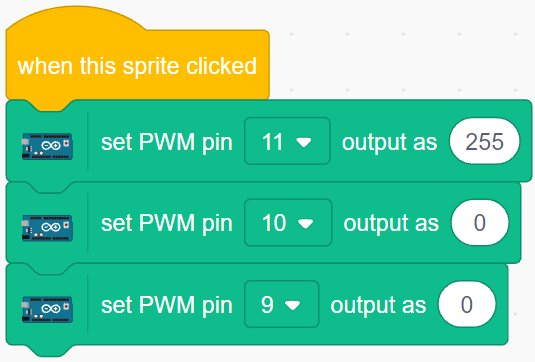 when this sprite clicked
set PWM pin 11 output as 255
set PWM pin 10 output as 0
set PWM pin 9 output as 0